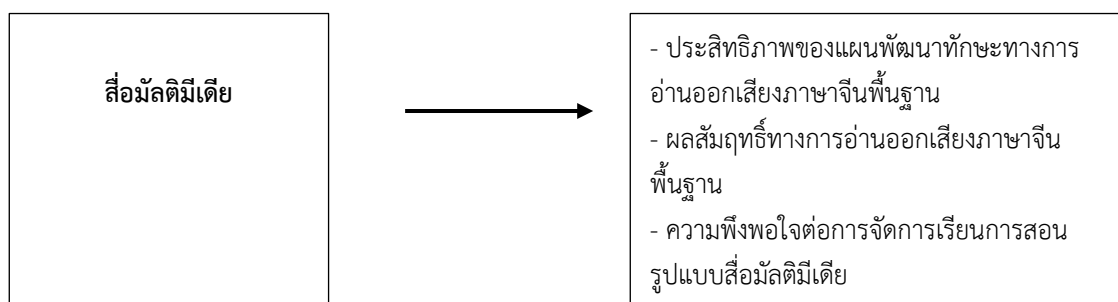 สื่อมัลติมีเดีย
- ประสิทธิภาพของแผนพัฒนาทักษะทางการ
อ่านออกเสียงภาษาจีนพื้นฐาน
- ผลสัมฤทธิ์ทางการอ่านออกเสียงภาษาจีน
พื้นฐาน
- ความพึงพอใจต่อการจัดการเรียนการสอน
รูปแบบสื่อมัลติมีเดีย